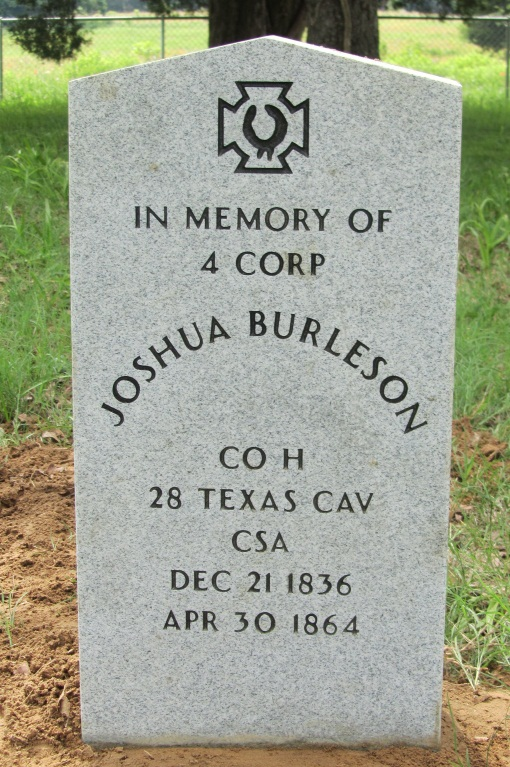 IN MEMORY OF
4 CORP
JOSHUA BURLESON
CO H
28 TEXAS CAV
CSA
DEC 21 1836
APR 30 1864